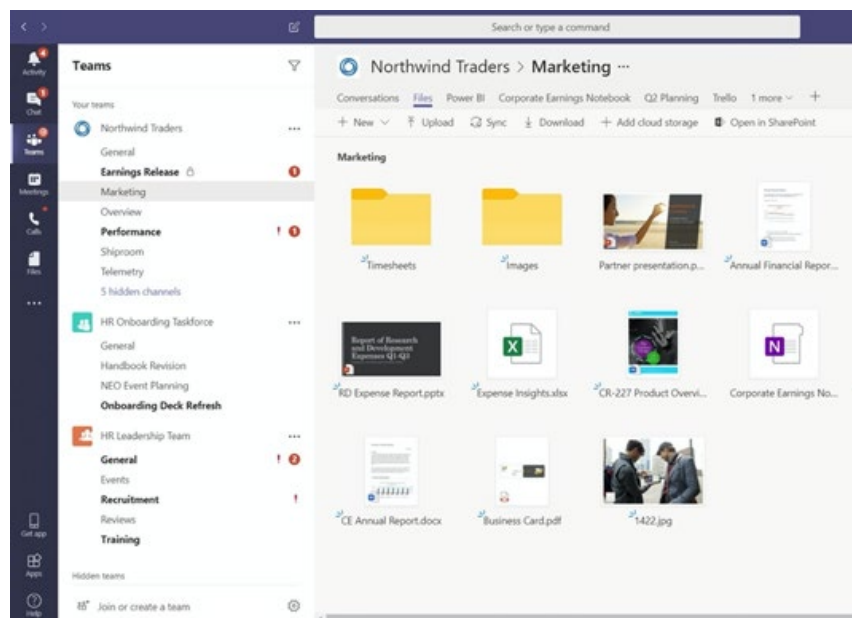 Search or type a command
Activity
Chat
Teams
Meetings
Calls
Files
Get app
Apps
Help
Teams
Your teams
Northwind Traders
General
Earnings Release
1
Marketing
Overview
Performance
! 1
Shiproom
Telemetry
5 hidden channels
HR Onboarding Taskforce
General
Handbook Revision
NEO Event Planning
Onboarding Deck Refresh
HR Leadership Team
General
! 2
Events
Recruitment
!
Reviews
Training
Hidden teams
Join or create a team
Northwind Traders > Marketing ...
Conversations Files Power BI Corporate Earnings Notebook Q2 Planning Trello 1 more
New Upload Sync Download Add cloud storage Open in SharePoint
Marketing
Timesheets
Images
Partner presentation.p...
Annual Financial Repor...
Report of Research
and Development
Expenses Q1-Q3
RD Expense Report.pptx
X
Expense Insights.xlsx
CR-227 Product Overvi...
N
Corporate Earnings No...
CE Annual Report.docx
Business Card.pdf
1422.jpg